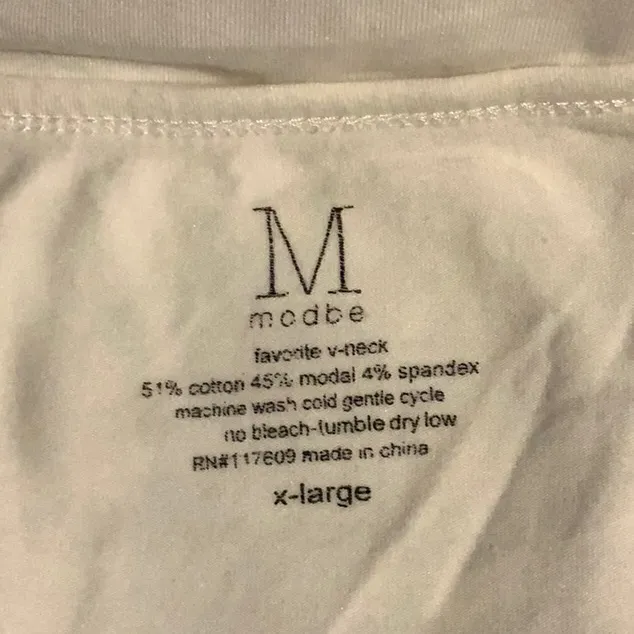 M
modbe
favorite v-neck
51% cotton 45% modal 4% spandex
machine wash cold gentle cycle
no bleach-tumble dry low
RN#117609 made in china
x-large